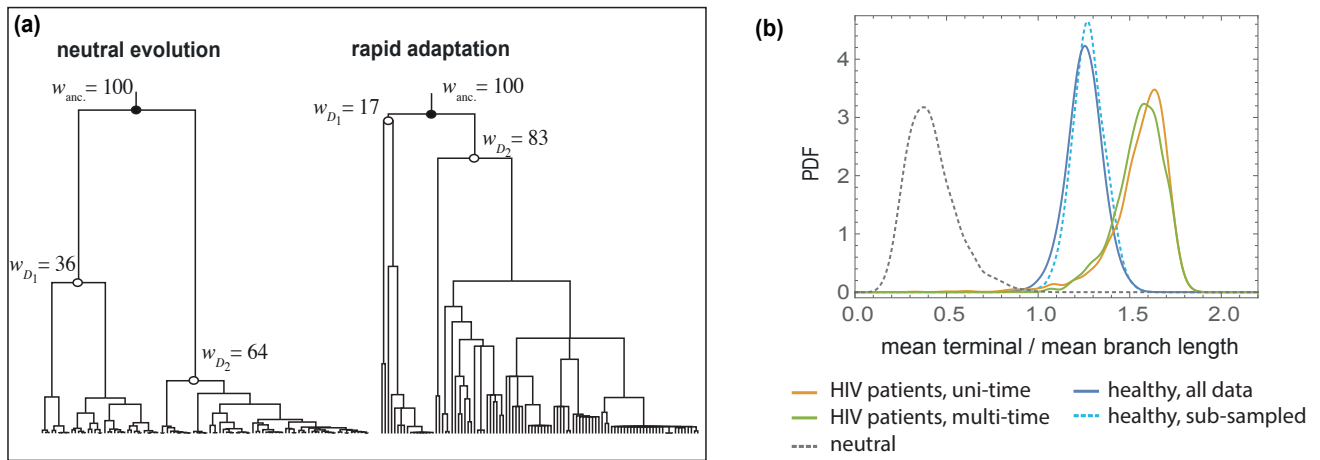 (a)
neutral evolution
rapid adaptation
w_anc. = 100
w_D1 = 36
w_D2 = 64
w_anc. = 100
w_D1 = 17
w_D2 = 83
(b)
PDF
4
3
2
1
0
0.0 0.5 1.0 1.5 2.0
mean terminal / mean branch length
HIV patients, uni-time
HIV patients, multi-time
neutral
healthy, all data
healthy, sub-sampled